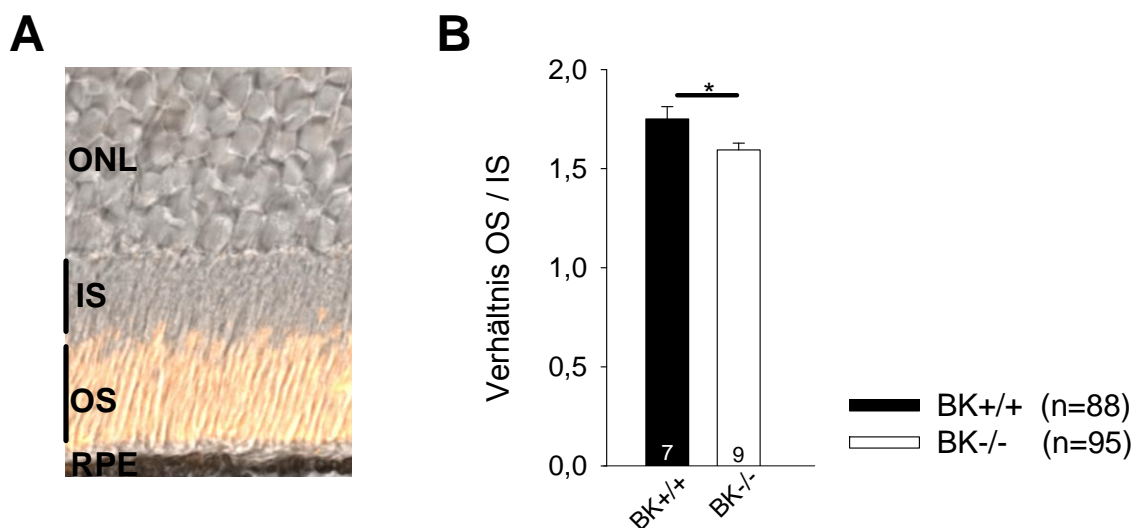 A
ONL
IS
OS
RPE
B
Verhältnis OS / IS
2,0
1,5
1,0
0,5
0,0
*
7
9
BK+/+
BK-/-
BK+/+ (n=88)
BK-/- (n=95)